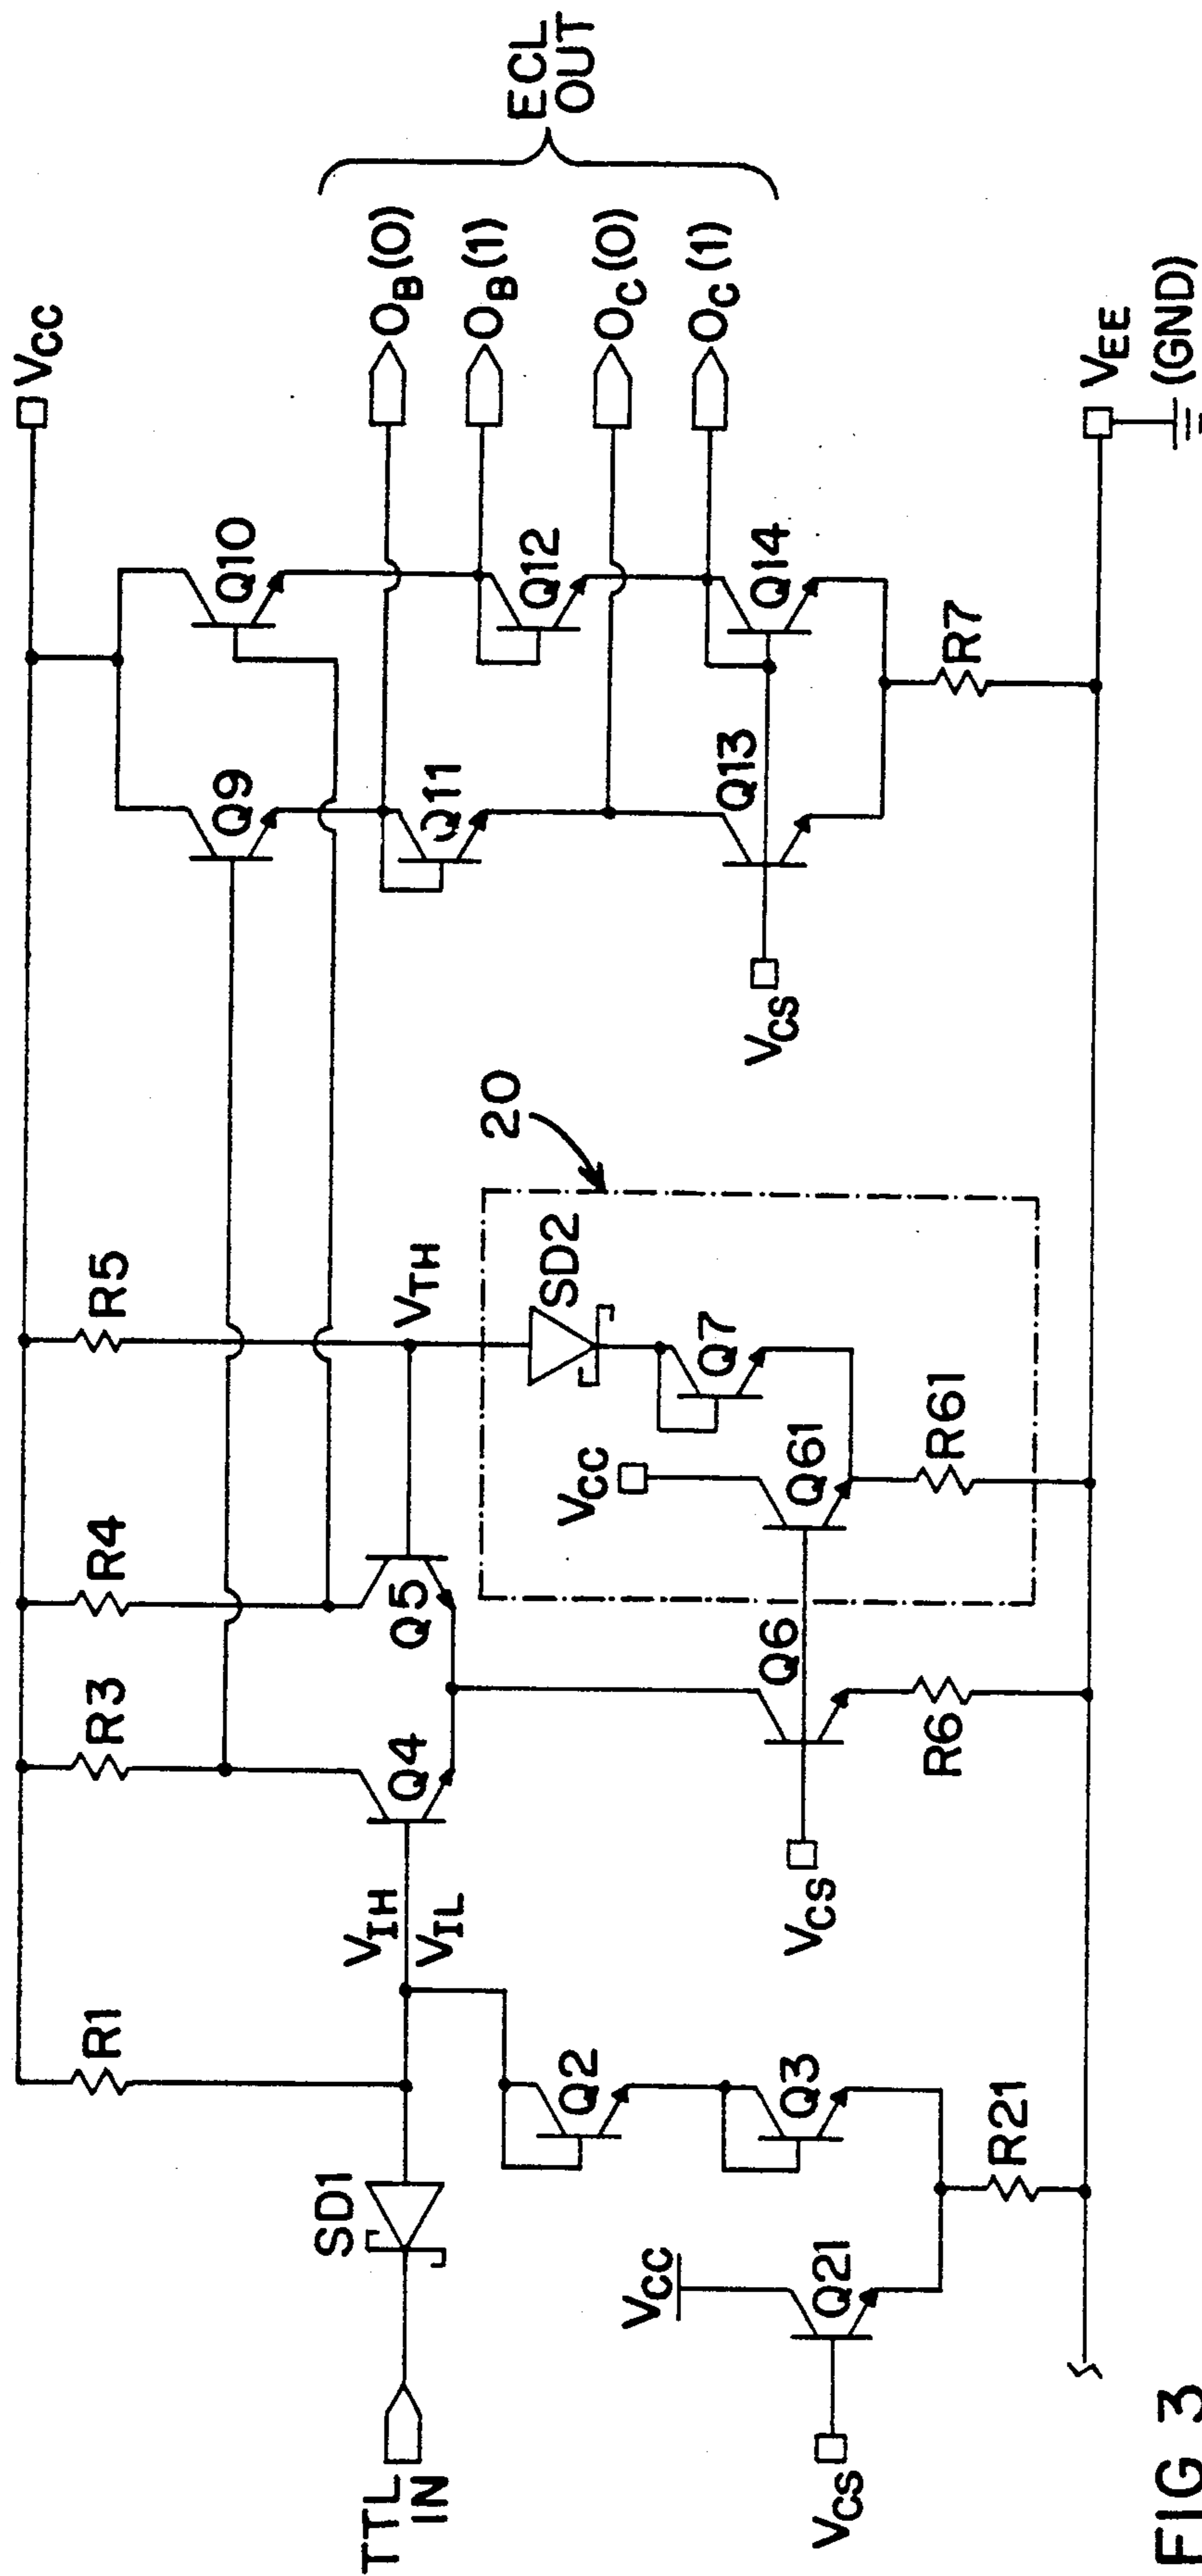 VCC
R1
R3
R4
R5
Q9
Q10
OB(0)
OB(1)
OC(0)
OC(1)
ECL
OUT
TTL
IN
SD1
VIH
VIL
Q4
Q5
VTH
20
Q11
Q12
Q2
Q3
VCC
Q21
VCS
R21
VCS
Q6
R6
VCC
Q61
SD2
Q7
R61
VCS
Q13
Q14
R7
VEE
(GND)
FIG 3